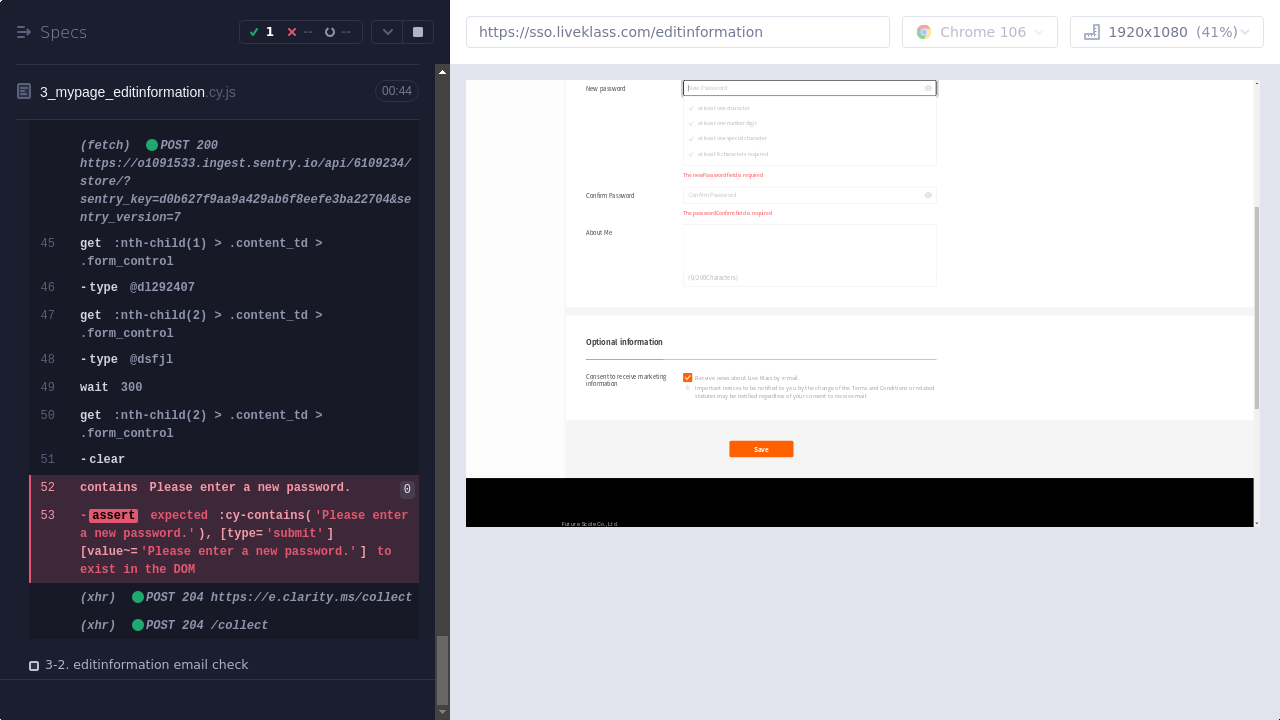 Specs
1
--
--
3_mypage_editinformation.cy.js
00:44
(fetch) POST 200
https://o1091533.ingest.sentry.io/api/6109234/
store/?
ntry_version=7
45 get :nth-child(1) > .content_td >
.form_control
46 -type @dl292407
47 get :nth-child(2) > .content_td >
.form_control
48 -type @dsfjl
49 wait 300
50 get :nth-child(2) > .content_td >
.form_control
51 -clear
52 contains Please enter a new password. 0
53 -assert expected :cy-contains('Please enter
a new password.'), [type='submit']
[value~='Please enter a new password.'] to
exist in the DOM
(xhr) POST 204 https://e.clarity.ms/collect
(xhr) POST 204 /collect
3-2. editinformation email check
https://sso.liveklass.com/editinformation
Chrome 106
1920x1080 (41%)
New password
New Password
at least one character
at least one number digit
at least one special character
at least 8 characters required
The newPassword field is required
Confirm Password
Confirm Password
The passwordConfirm field is required
About Me
(0/200Characters)
Optional information
Consent to receive marketing
information
Receive news about Live Klass by e-mail.
Important notices to be notified to you by the change of the Terms and Conditions or related
statutes may be notified regardless of your consent to receive mail
Save
Future Scole Co., Ltd.